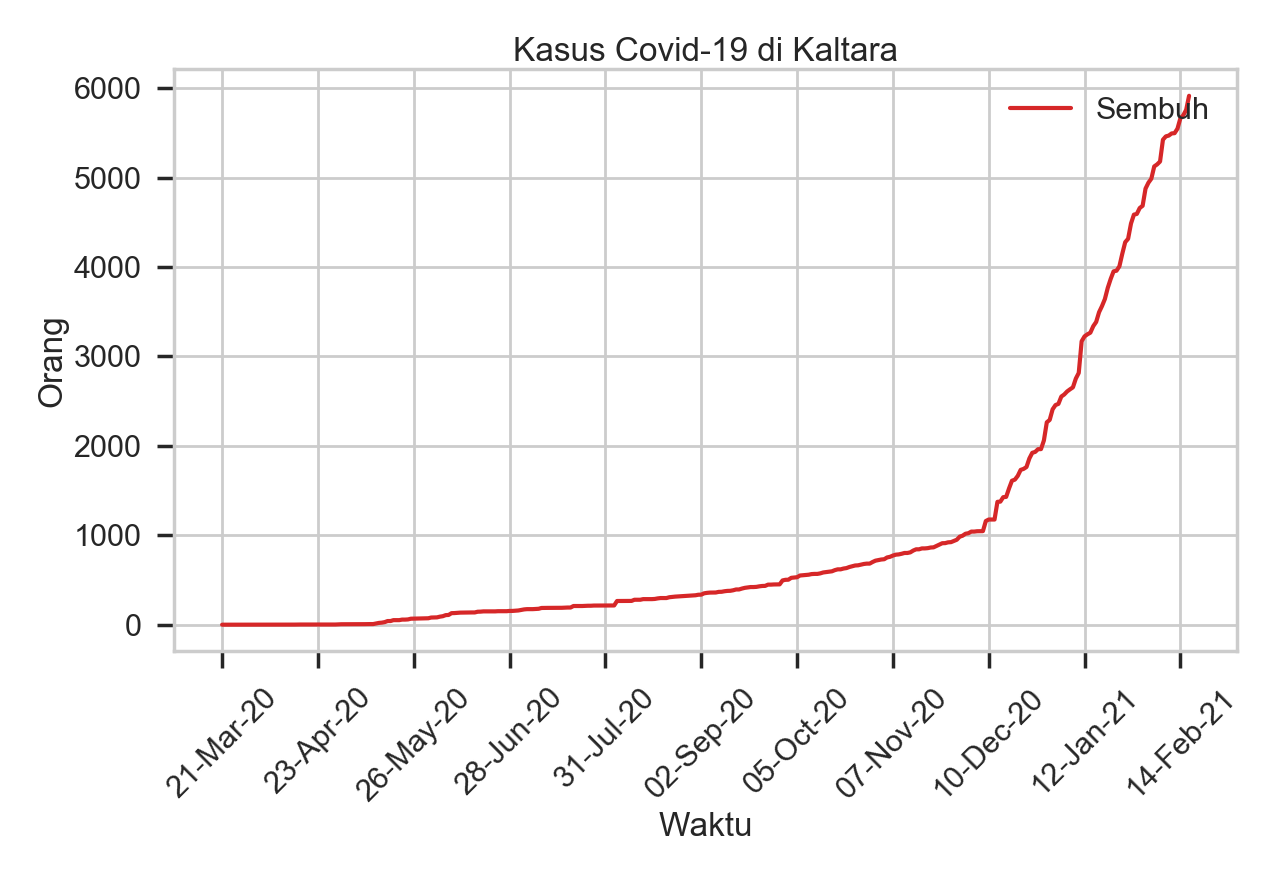 Kasus Covid-19 di Kaltara
Sembuh
6000
5000
4000
3000
2000
1000
0
Orang
21-Mar-20
23-Apr-20
26-May-20
28-Jun-20
31-Jul-20
02-Sep-20
05-Oct-20
07-Nov-20
10-Dec-20
12-Jan-21
14-Feb-21
Waktu